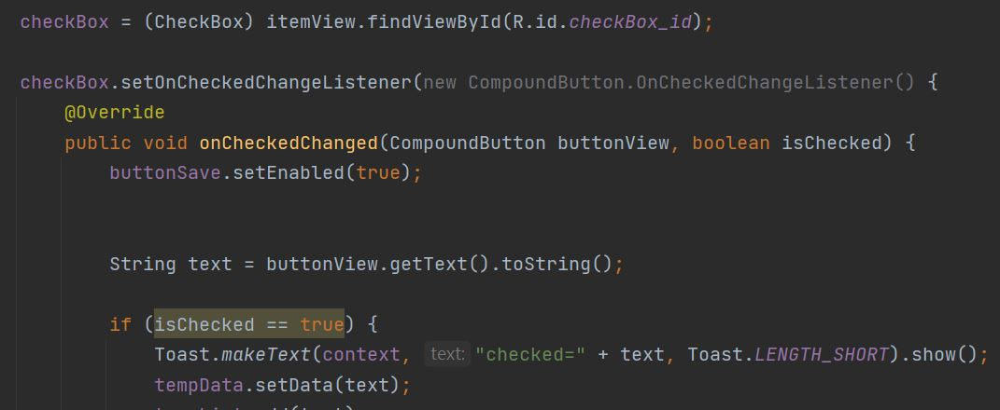 checkBox = (CheckBox) itemView.findViewById(R.id.checkBox_id);
checkBox.setOnCheckedChangeListener(new CompoundButton.OnCheckedChangeListener() {
@Override
public void onCheckedChanged(CompoundButton buttonView, boolean isChecked) {
buttonSave.setEnabled(true);
String text = buttonView.getText().toString();
if (isChecked == true) {
Toast.makeText(context, text: "checked=" + text, Toast.LENGTH_SHORT).show();
tempData.setData(text);